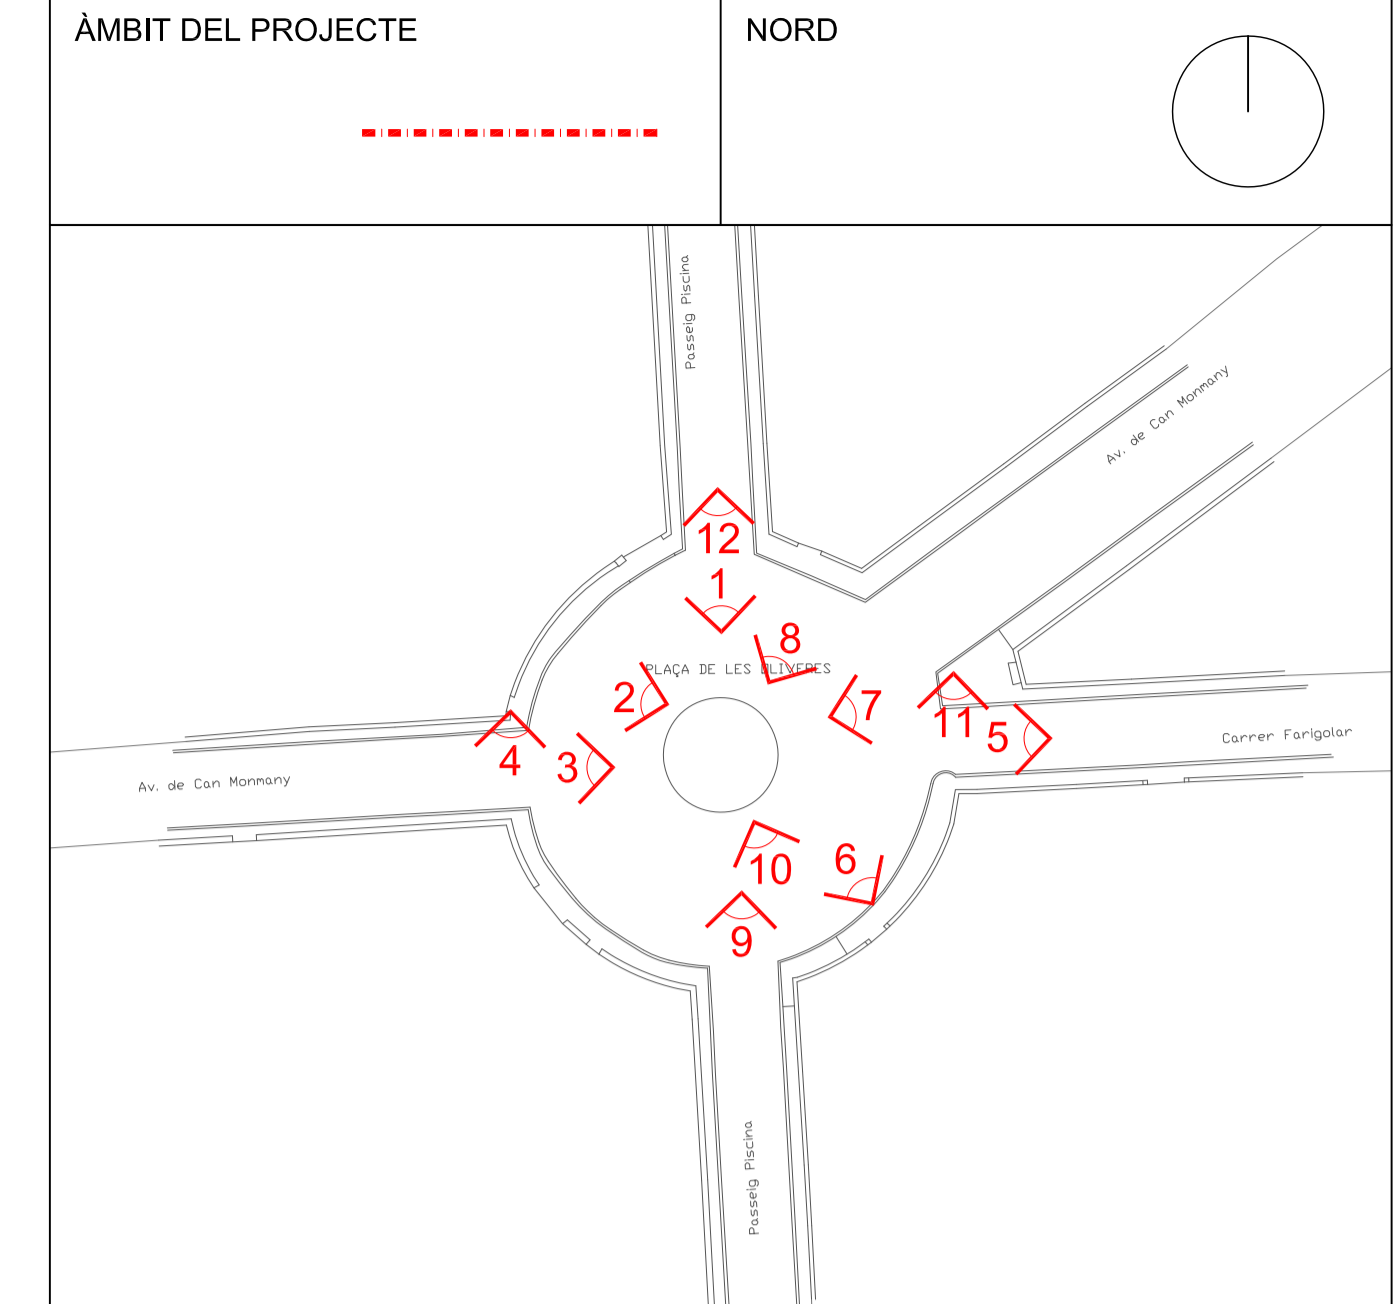 ÀMBIT DEL PROJECTE
NORD
Passeig Piscina
Av. de Can Monmany
12
1
8
PLAÇA DE LES OLIVERES
2
7
11
5
Carrer Farigolar
4
3
Av. de Can Monmany
10
6
9
Passeig Piscina